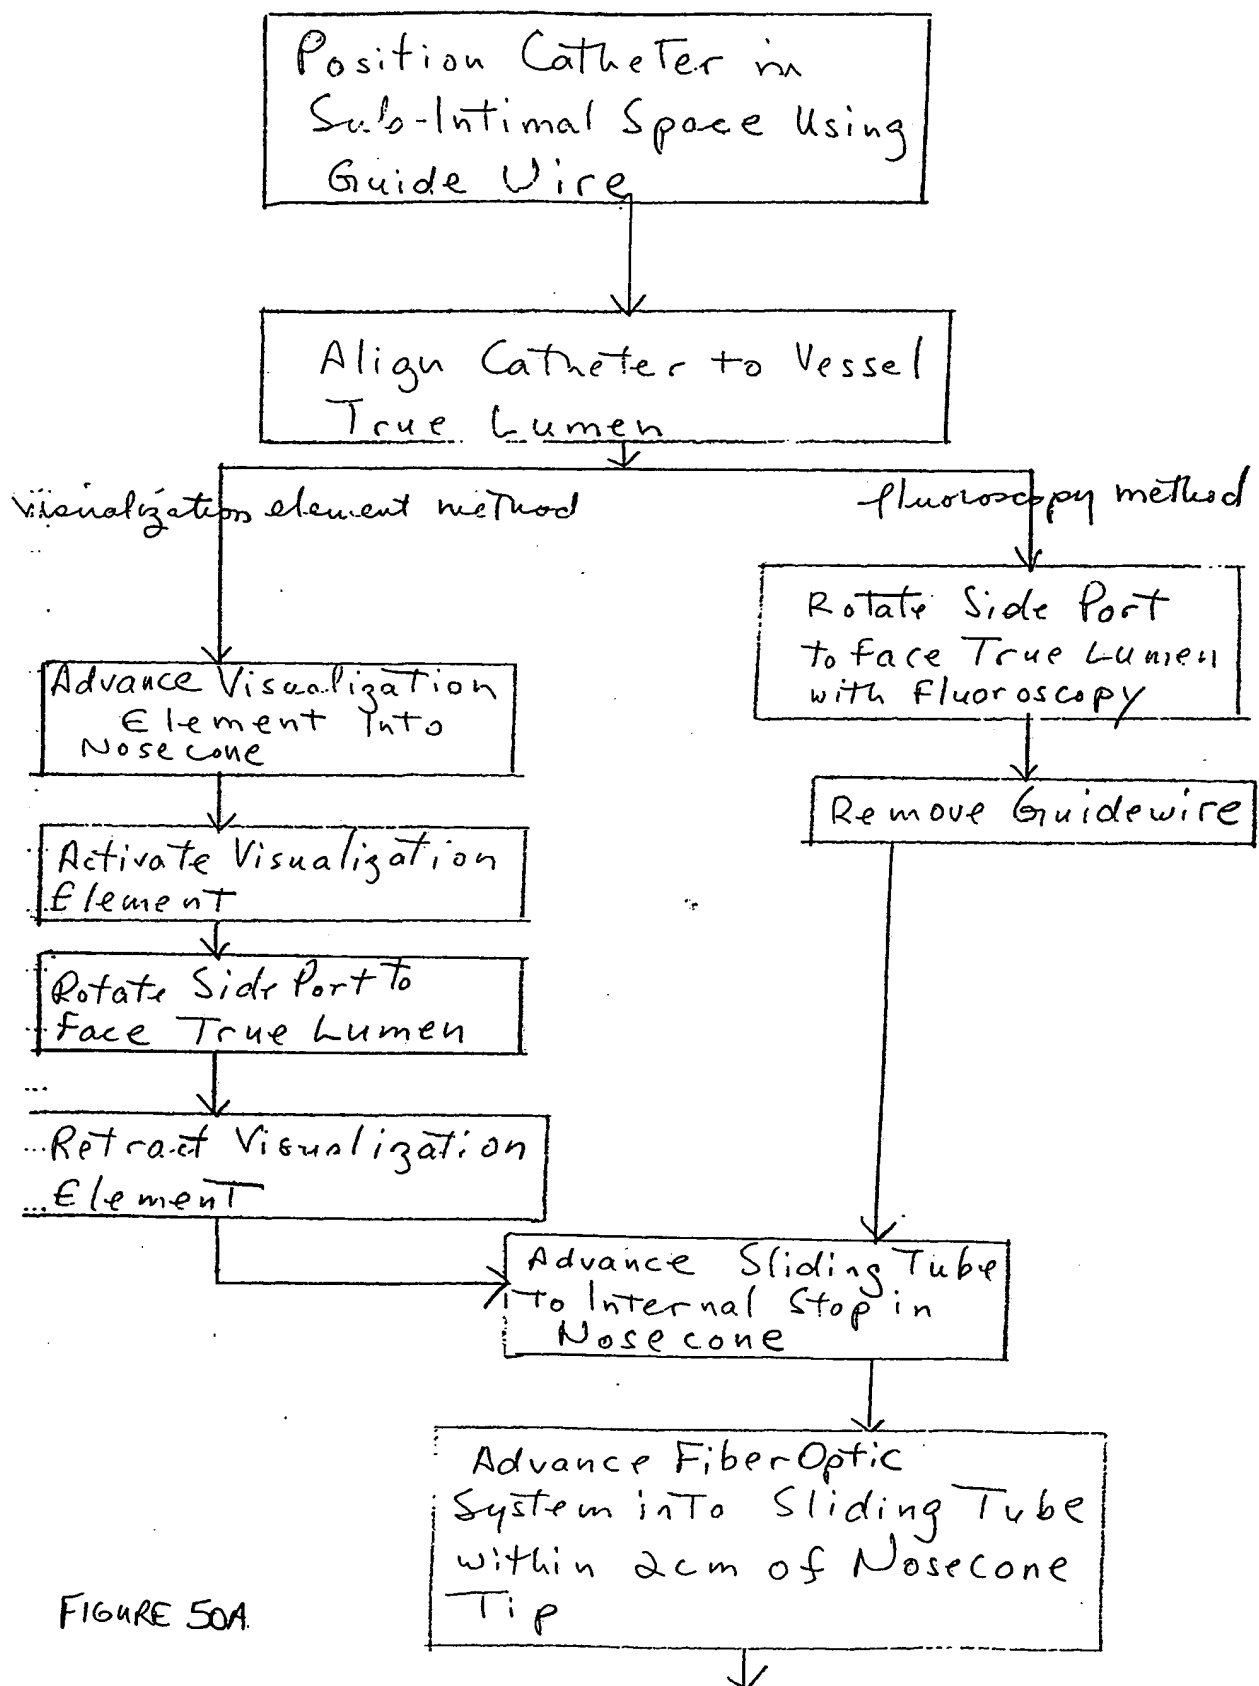 Position Catheter in
Sub-Intimal Space Using
Guide Wire
Align Catheter to Vessel
True Lumen
visualization element method
fluoroscopy method
Rotate Side Port
to Face True Lumen
with Fluoroscopy
Remove Guidewire
Advance Visualization
Element Into
Nosecone
Activate Visualization
Element
Rotate Side Port To
Face True Lumen
Retract Visualization
Element
Advance Sliding Tube
To Internal Stop in
Nosecone
Advance Fiber Optic
System inTo Sliding Tube
within 2cm of Nosecone
Tip
FIGURE 50A